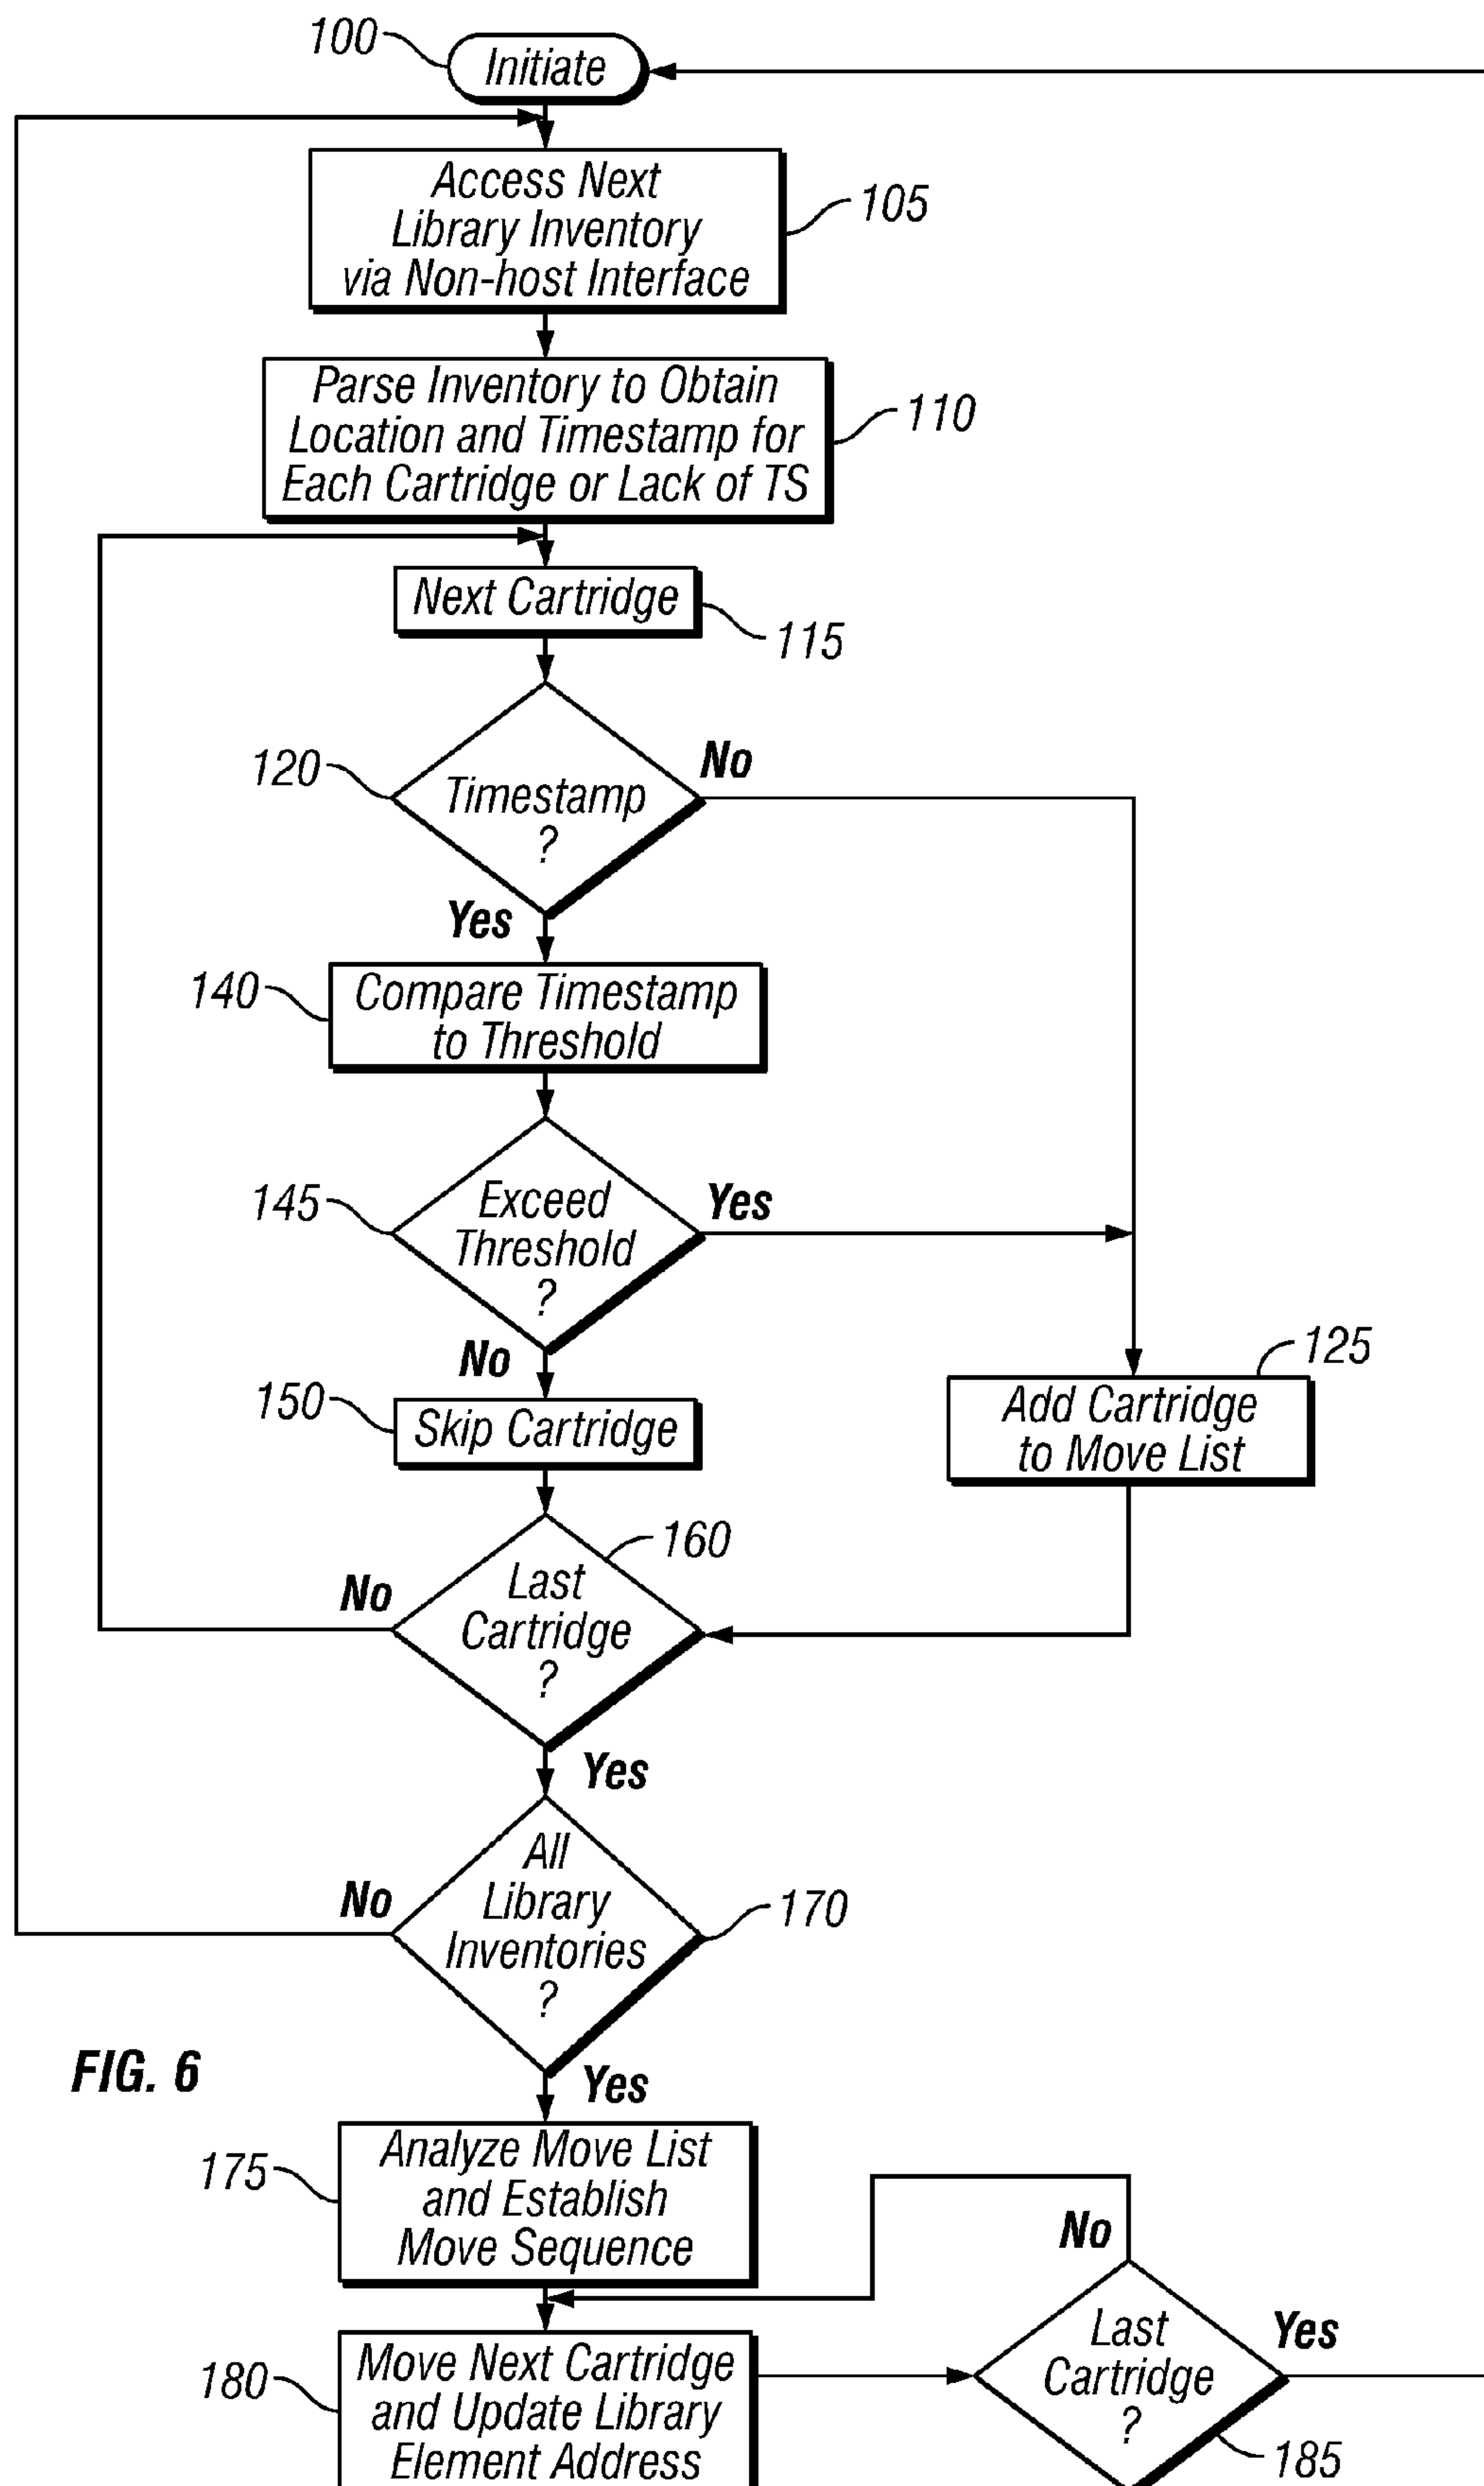 100
Initiate
Access Next
Library Inventory
via Non-host Interface
105
Parse Inventory to Obtain
Location and Timestamp for
Each Cartridge or Lack of TS
110
Next Cartridge
115
120
Timestamp
?
No
Yes
140
Compare Timestamp
to Threshold
145
Exceed
Threshold
?
Yes
No
125
Add Cartridge
to Move List
150
Skip Cartridge
160
Last
Cartridge
?
No
Yes
All
Library
Inventories
?
170
No
Yes
FIG. 6
175
Analyze Move List
and Establish
Move Sequence
No
180
Move Next Cartridge
and Update Library
Element Address
Last
Cartridge
?
Yes
185